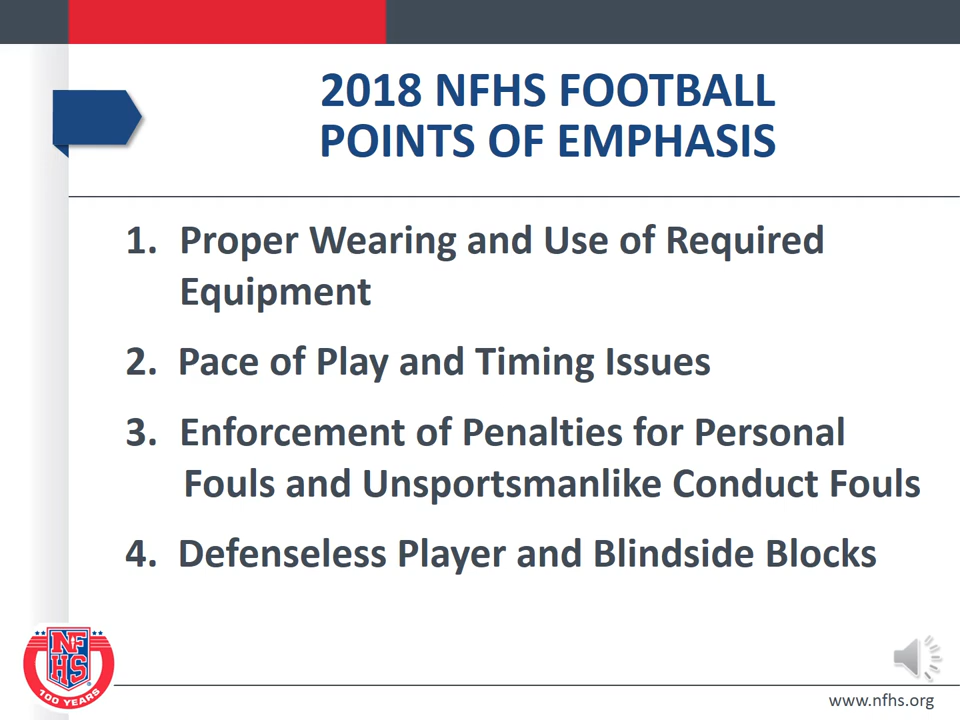 2018 NFHS FOOTBALL
POINTS OF EMPHASIS
1. Proper Wearing and Use of Required
Equipment
2. Pace of Play and Timing Issues
3. Enforcement of Penalties for Personal
Fouls and Unsportsmanlike Conduct Fouls
4. Defenseless Player and Blindside Blocks
NF
HS
®
100 YEARS
www.nfhs.org